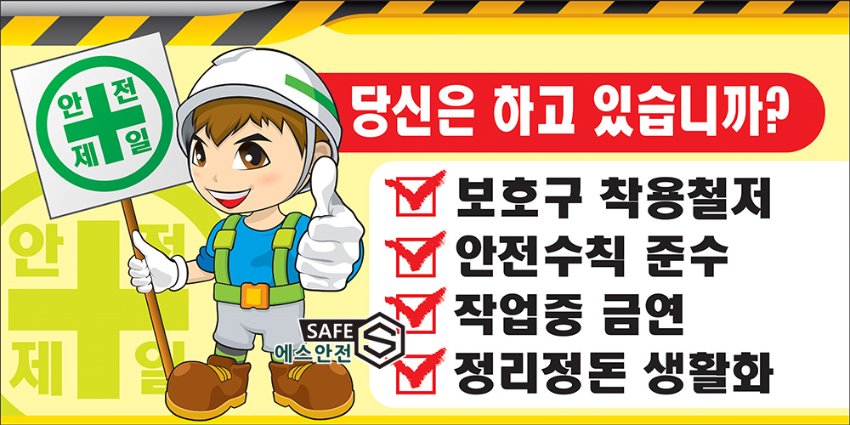 안전
제일
당신은 하고 있습니까?
보호구 착용철저
안전수칙 준수
작업중 금연
정리정돈 생활화
안전
제일
SAFE S
에스안전